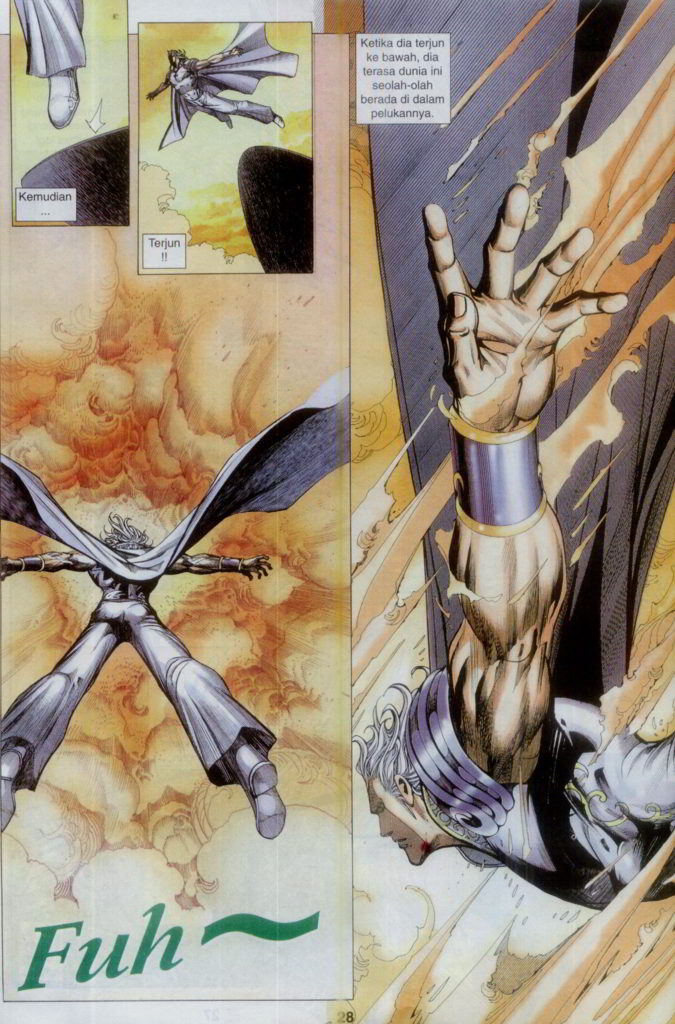 Kemudian
...
Terjun
!!
Ketika dia terjun
ke bawah, dia
terasa dunia ini
seolah-olah
berada di dalam
pelukannya.
Fuh~
28